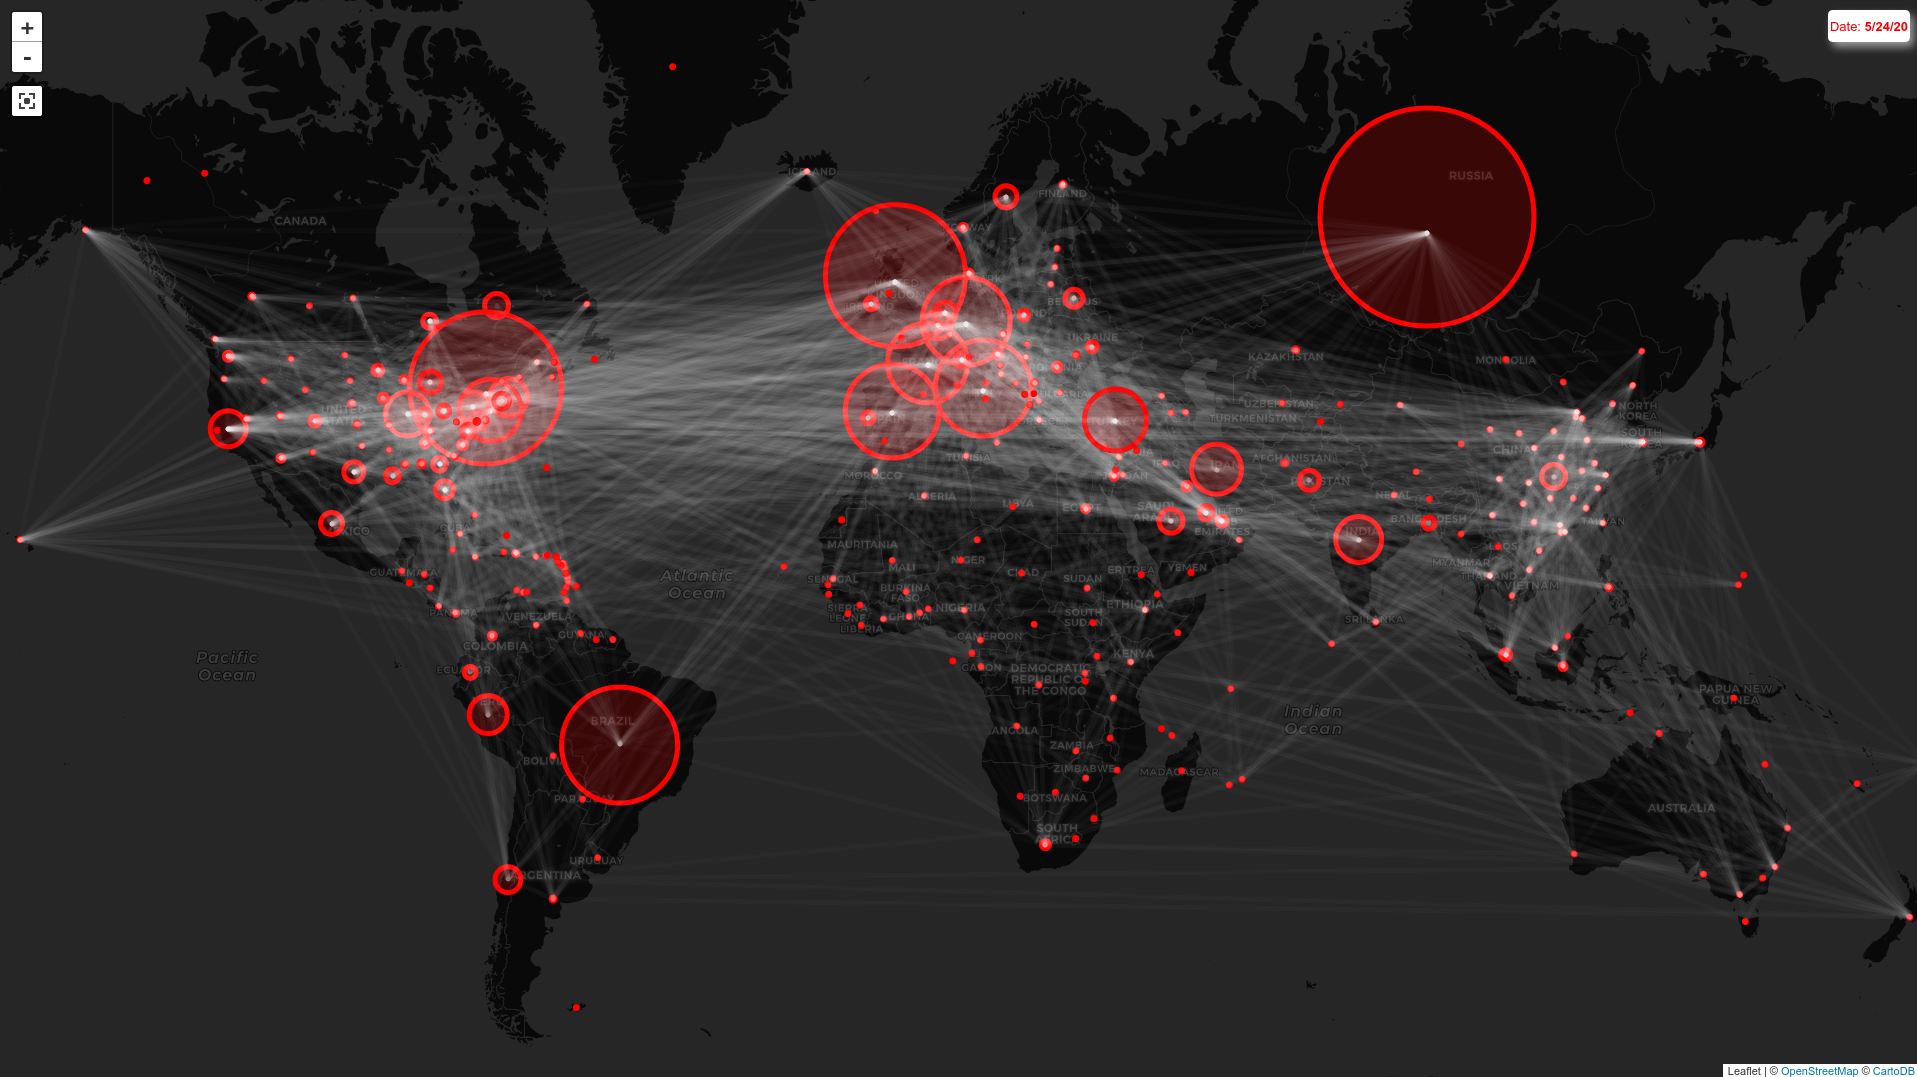 +
-
Date: 5/24/20
RUSSIA
ICELAND
FINLAND
CANADA
UKRAINE
KAZAKHSTAN
MONGOLIA
UNITED
STATES
UZBEKISTAN
TURKMENISTAN
NORTH
KOREA
SOUTH
CHINA
AFGHANISTAN
TUNISIA
MOROCCO
IRAN
ALGERIA
LIBYA
EGYPT
SAUDI
NEPAL
BANGLADESH
TAIWAN
EMIRATES
INDIA
MEXICO
CUBA
MAURITANIA
LAOS
MALI
NIGER
CHAD
SUDAN
ERITREA
YEMEN
MYANMAR
THAILAND
VIETNAM
GUATEMALA
Atlantic
Ocean
SENEGAL
BURKINA
FASO
NIGERIA
ETHIOPIA
SIERRA
LEONE
LIBERIA
GHANA
SOUTH
SUDAN
SRI LANKA
PANAMA
VENEZUELA
GUYANA
COLOMBIA
CAMEROON
GABON
KENYA
DEMOCRATIC
REPUBLIC OF
THE CONGO
Pacific
Ocean
ECUADOR
PAPUA NEW
GUINEA
Indian
Ocean
BRAZIL
ANGOLA
ZAMBIA
BOLIVIA
ZIMBABWE
MADAGASCAR
PARAGUAY
BOTSWANA
AUSTRALIA
SOUTH
AFRICA
URUGUAY
ARGENTINA
Leaflet | © OpenStreetMap © CartoDB